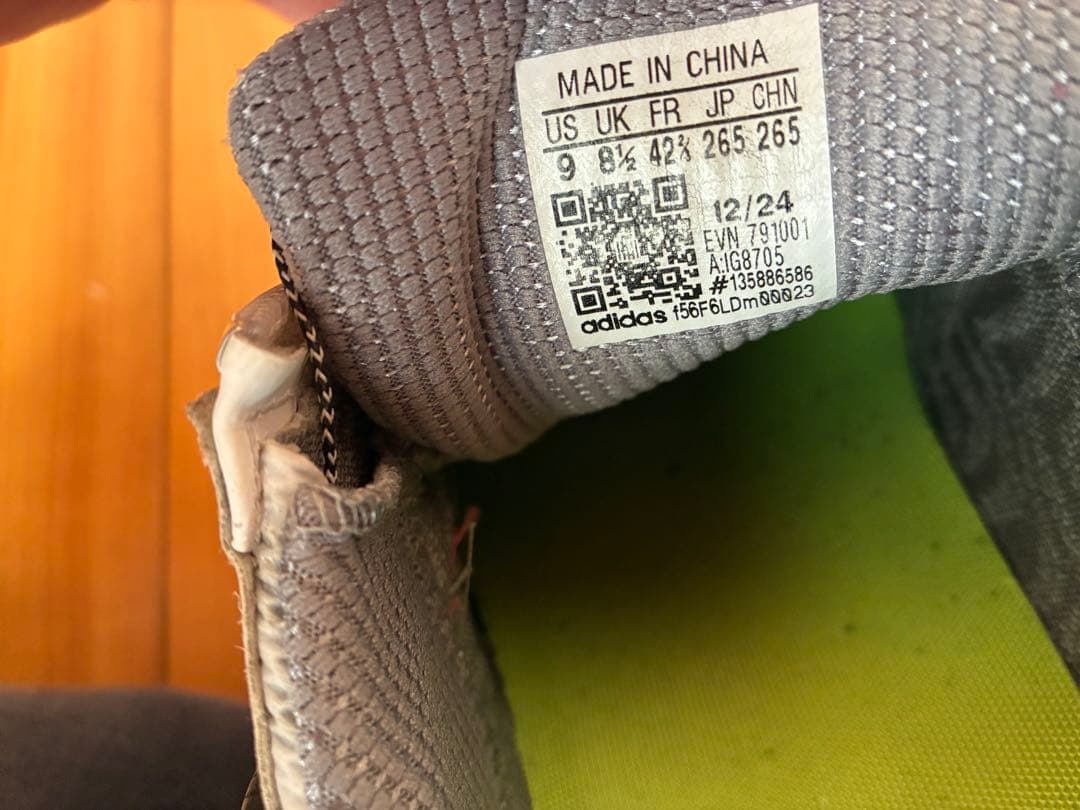 MADE IN CHINA
US UK FR JP CHN
9 8½ 42⅔ 265 265
12/24
EVN 791001
A:IG8705
#135886586
adidas f56F6LDm00023